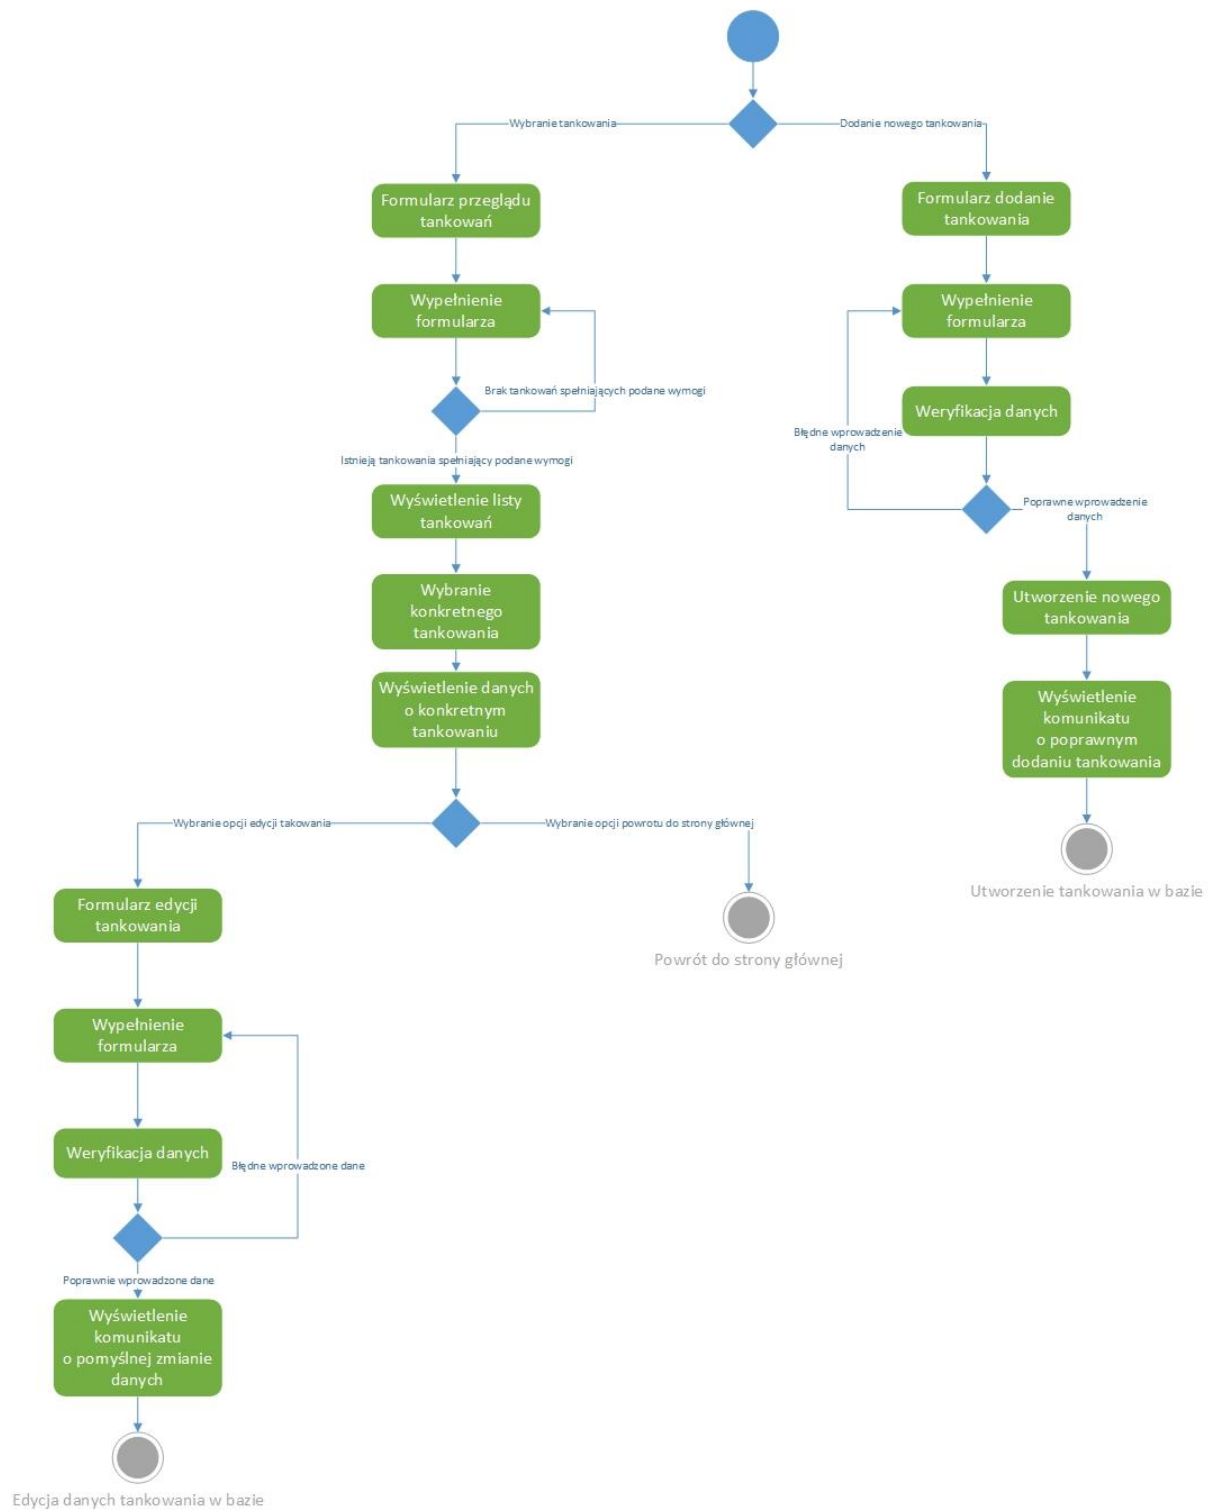 Wybranie tankowania
Dodanie nowego tankowania
Formularz przeglądu
tankowań
Formularz dodanie
tankowania
Wypełnienie
formularza
Wypełnienie
formularza
Brak tankowań spełniających podane wymogi
Weryfikacja danych
Błędne wprowadzenie
danych
Istnieją tankowania spełniający podane wymogi
Wyświetlenie listy
tankowań
Poprawne wprowadzenie
danych
Wybranie
konkretnego
tankowania
Utworzenie nowego
tankowania
Wyświetlenie danych
o konkretnym
tankowaniu
Wyświetlenie
komunikatu
o poprawnym
dodaniu tankowania
Wybranie opcji edycji takowania
Wybranie opcji powrotu do strony głównej
Utworzenie tankowania w bazie
Formularz edycji
tankowania
Powrót do strony głównej
Wypełnienie
formularza
Weryfikacja danych
Błędne wprowadzone dane
Poprawnie wprowadzone dane
Wyświetlenie
komunikatu
o pomyślnej zmianie
danych
Edycja danych tankowania w bazie